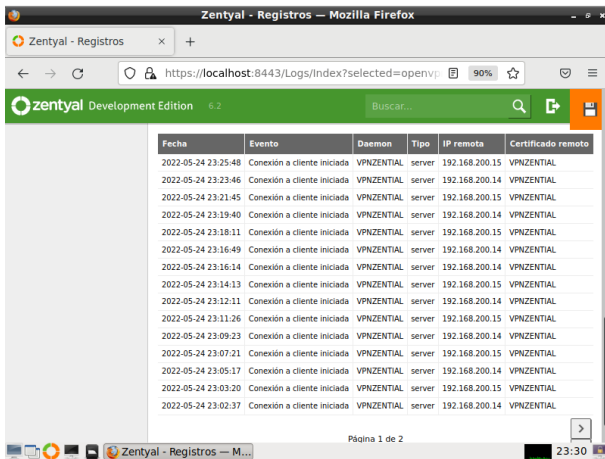 Zentyal - Registros — Mozilla Firefox
Zentyal - Registros
https://localhost:8443/Logs/Index?selected=openvp
90%
zentyal Development Edition 6.2
Buscar...
Fecha Evento Daemon Tipo IP remota Certificado remoto
2022-05-24 23:25:48 Conexión a cliente iniciada VPNZENTIAL server 192.168.200.15 VPNZENTIAL
2022-05-24 23:23:46 Conexión a cliente iniciada VPNZENTIAL server 192.168.200.14 VPNZENTIAL
2022-05-24 23:21:45 Conexión a cliente iniciada VPNZENTIAL server 192.168.200.15 VPNZENTIAL
2022-05-24 23:19:40 Conexión a cliente iniciada VPNZENTIAL server 192.168.200.14 VPNZENTIAL
2022-05-24 23:18:11 Conexión a cliente iniciada VPNZENTIAL server 192.168.200.15 VPNZENTIAL
2022-05-24 23:16:49 Conexión a cliente iniciada VPNZENTIAL server 192.168.200.14 VPNZENTIAL
2022-05-24 23:16:14 Conexión a cliente iniciada VPNZENTIAL server 192.168.200.14 VPNZENTIAL
2022-05-24 23:14:13 Conexión a cliente iniciada VPNZENTIAL server 192.168.200.15 VPNZENTIAL
2022-05-24 23:12:11 Conexión a cliente iniciada VPNZENTIAL server 192.168.200.14 VPNZENTIAL
2022-05-24 23:11:26 Conexión a cliente iniciada VPNZENTIAL server 192.168.200.15 VPNZENTIAL
2022-05-24 23:09:23 Conexión a cliente iniciada VPNZENTIAL server 192.168.200.14 VPNZENTIAL
2022-05-24 23:07:21 Conexión a cliente iniciada VPNZENTIAL server 192.168.200.15 VPNZENTIAL
2022-05-24 23:05:17 Conexión a cliente iniciada VPNZENTIAL server 192.168.200.14 VPNZENTIAL
2022-05-24 23:03:20 Conexión a cliente iniciada VPNZENTIAL server 192.168.200.15 VPNZENTIAL
2022-05-24 23:02:37 Conexión a cliente iniciada VPNZENTIAL server 192.168.200.14 VPNZENTIAL
Página 1 de 2
Zentyal - Registros — M...
23:30